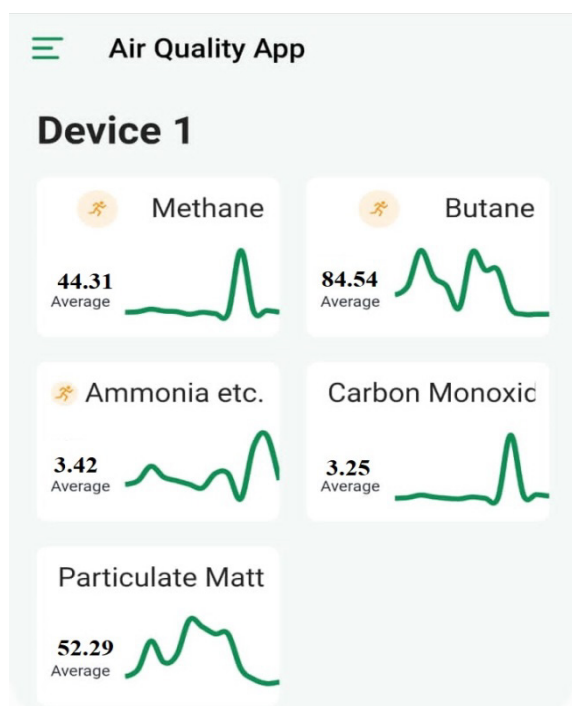 Air Quality App
Device 1
Methane
44.31
Average
Butane
84.54
Average
Ammonia etc.
3.42
Average
Carbon Monoxid
3.25
Average
Particulate Matt
52.29
Average